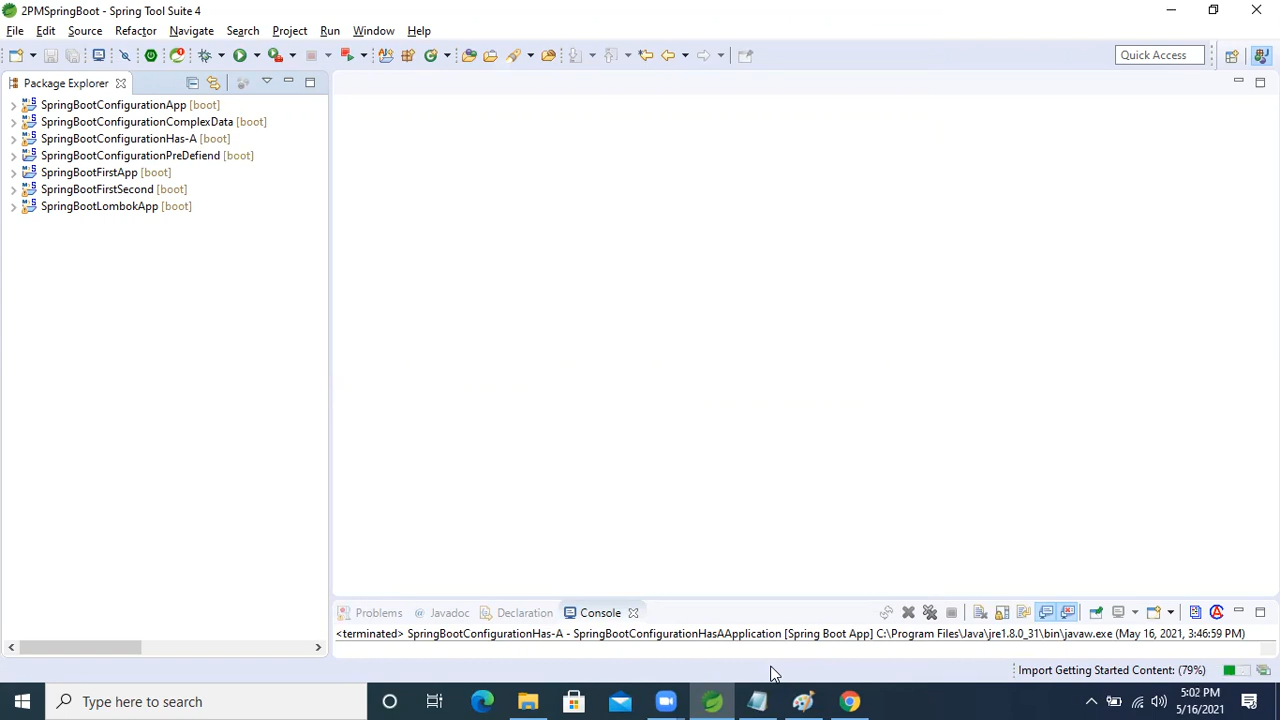 2PMSpringBoot - Spring Tool Suite 4
File Edit Source Refactor Navigate Search Project Run Window Help
Quick Access
Package Explorer
SpringBootConfigurationApp [boot]
SpringBootConfigurationComplexData [boot]
SpringBootConfigurationHas-A [boot]
SpringBootConfigurationPreDefiend [boot]
SpringBootFirstApp [boot]
SpringBootFirstSecond [boot]
SpringBootLombokApp [boot]
Problems @ Javadoc Declaration Console
<terminated> SpringBootConfigurationHas-A - SpringBootConfigurationHasAApplication [Spring Boot App] C:\Program Files\Java\jre1.8.0_31\bin\javaw.exe (May 16, 2021, 3:46:59 PM)
Import Getting Started Content: (79%)
Type here to search
5:02 PM
5/16/2021